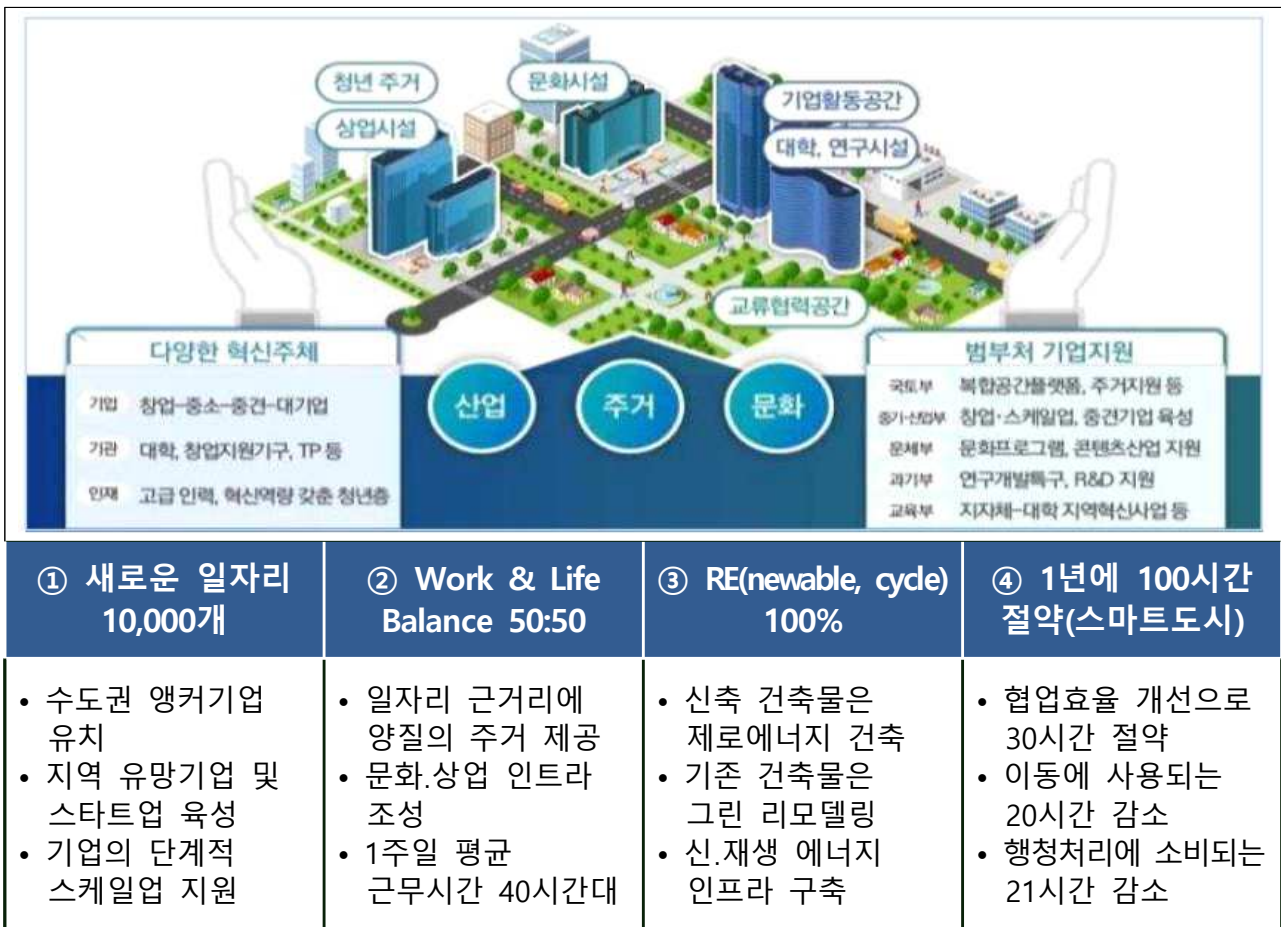 청년 주거
문화시설
상업시설
기업활동공간
대학, 연구시설
교류협력공간
다양한 혁신주체
기업 창업-중소-중견-대기업
기관 대학, 창업지원기구, TP 등
인재 고급 인력, 혁신역량 갖춘 청년층
산업
주거
문화
범부처 기업지원
국토부 복합공간플랫폼, 주거지원 등
중기·산업부 창업·스케일업, 중견기업 육성
문체부 문화프로그램, 콘텐츠산업 지원
과기부 연구개발특구, R&D 지원
교육부 지자체-대학 지역혁신사업 등
① 새로운 일자리
10,000개
② Work & Life
Balance 50:50
③ RE(newable, cycle)
100%
④ 1년에 100시간
절약(스마트도시)
• 수도권 앵커기업
유치
• 지역 유망기업 및
스타트업 육성
• 기업의 단계적
스케일업 지원
• 일자리 근거리에
양질의 주거 제공
• 문화.상업 인트라
조성
• 1주일 평균
근무시간 40시간대
• 신축 건축물은
제로에너지 건축
• 기존 건축물은
그린 리모델링
• 신.재생 에너지
인프라 구축
• 협업효율 개선으로
30시간 절약
• 이동에 사용되는
20시간 감소
• 행청처리에 소비되는
21시간 감소